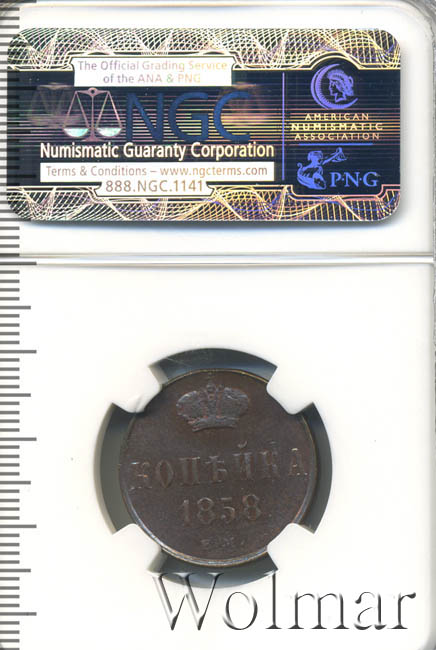 The Official Grading Service
of the ANA & PNG
NGC
Numismatic Guaranty Corporation
Terms & Conditions – www.ngcterms.com
888.NGC.1141
AMERICAN
NUMISMATIC
ASSOCIATION
P·N·G
КОПѢЙКА
1858
Wolmar